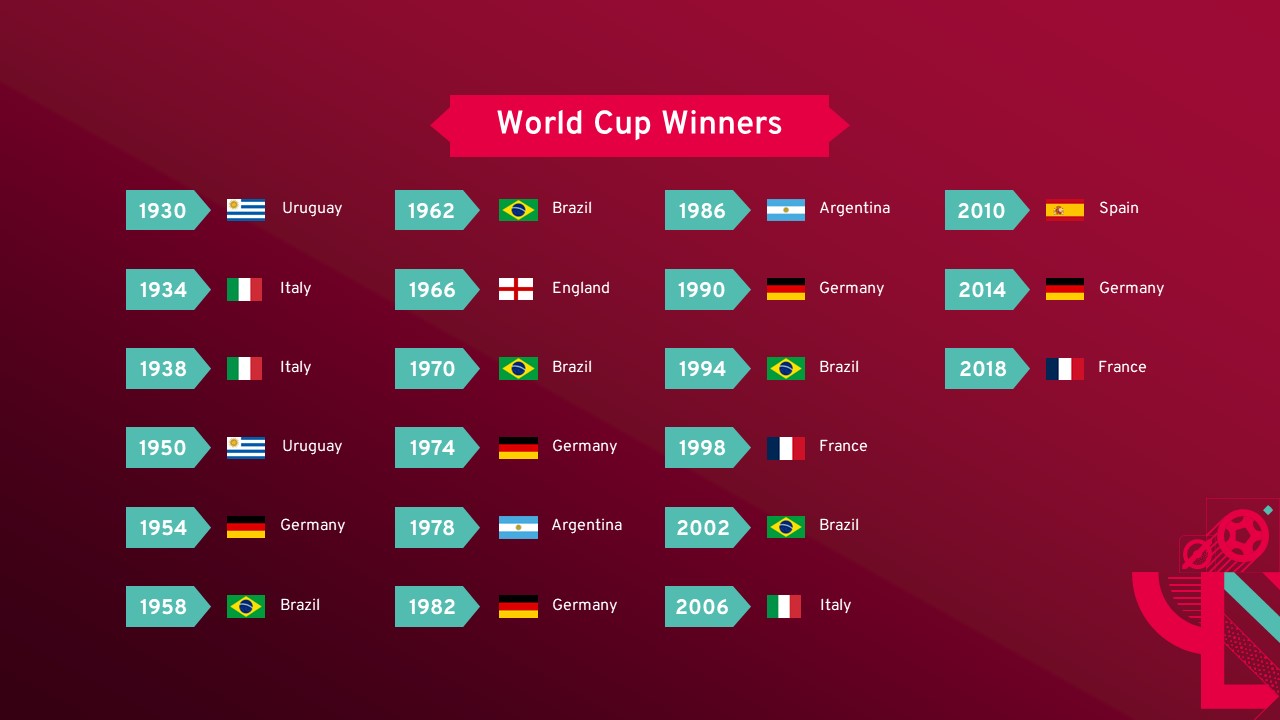 World Cup Winners
1930 Uruguay
1934 Italy
1938 Italy
1950 Uruguay
1954 Germany
1958 Brazil
1962 Brazil
1966 England
1970 Brazil
1974 Germany
1978 Argentina
1982 Germany
1986 Argentina
1990 Germany
1994 Brazil
1998 France
2002 Brazil
2006 Italy
2010 Spain
2014 Germany
2018 France